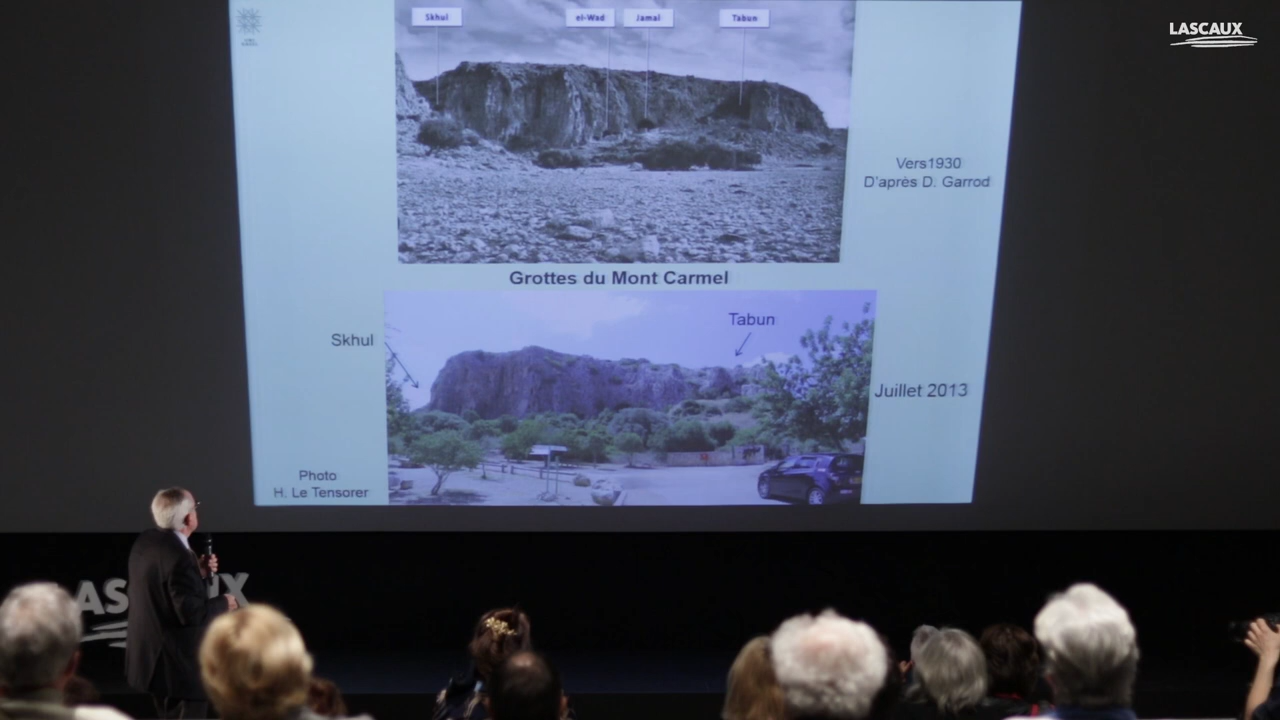 LASCAUX
Skhul
el-Wad
Jamal
Tabun
Vers1930
D'après D. Garrod
Grottes du Mont Carmel
Skhul
Tabun
Juillet 2013
Photo
H. Le Tensorer